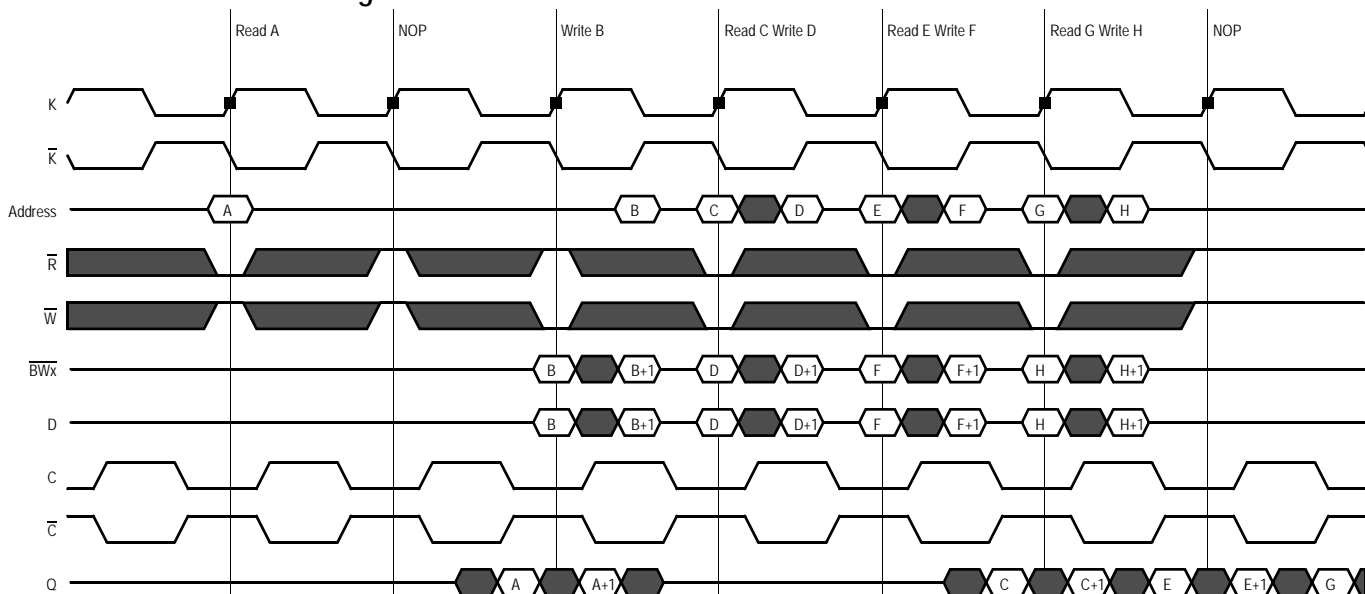 g
Read A NOP Write B Read C Write D Read E Write F Read G Write H NOP
K
K̅
Address A B C D E F G H
R̅
W̅
B̅W̅x̅ B B+1 D D+1 F F+1 H H+1
D B B+1 D D+1 F F+1 H H+1
C
C̅
Q A A+1 C C+1 E E+1 G